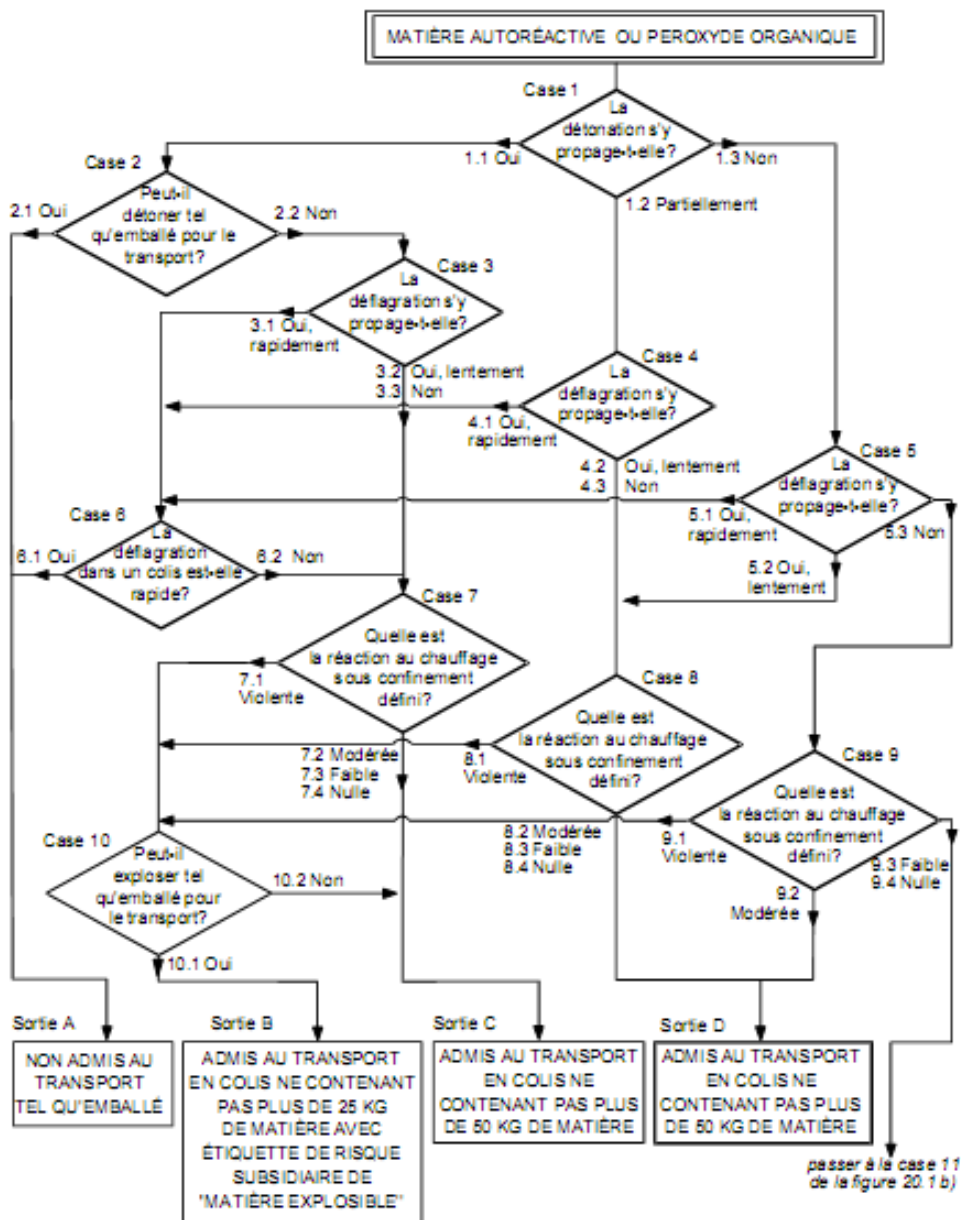 MATIÈRE AUTORÉACTIVE OU PEROXYDE ORGANIQUE
Case 1
La
détonation s'y
propage-t-elle?
1.1 Oui
1.3 Non
1.2 Partiellement
Case 2
Peut-il
détoner tel
qu'emballé pour le
transport?
2.1 Oui
2.2 Non
Case 3
La
déflagration s'y
propage-t-elle?
3.1 Oui,
rapidement
3.2 Oui, lentement
3.3 Non
Case 4
La
déflagration s'y
propage-t-elle?
4.1 Oui,
rapidement
4.2 Oui, lentement
4.3 Non
Case 5
La
déflagration s'y
propage-t-elle?
5.1 Oui,
rapidement
5.3 Non
5.2 Oui,
lentement
Case 6
La
déflagration
dans un colis est-elle
rapide?
6.1 Oui
6.2 Non
Case 7
Quelle est
la réaction au chauffage
sous confinement
défini?
7.1
Violente
7.2 Modérée
7.3 Faible
7.4 Nulle
Case 8
Quelle est
la réaction au chauffage
sous confinement
défini?
8.1
Violente
8.2 Modérée
8.3 Faible
8.4 Nulle
Case 9
Quelle est
la réaction au chauffage
sous confinement
défini?
9.1
Violente
9.2
Modérée
9.3 Faible
9.4 Nulle
Case 10
Peut-il
exploser tel
qu'emballé pour
le transport?
10.2 Non
10.1 Oui
Sortie A
NON ADMIS AU
TRANSPORT
TEL QU'EMBALLÉ
Sortie B
ADMIS AU TRANSPORT
EN COLIS NE CONTENANT
PAS PLUS DE 25 KG
DE MATIÈRE AVEC
ÉTIQUETTE DE RISQUE
SUBSIDIAIRE DE
"MATIÈRE EXPLOSIBLE"
Sortie C
ADMIS AU TRANSPORT
EN COLIS NE
CONTENANT PAS PLUS
DE 50 KG DE MATIÈRE
Sortie D
ADMIS AU TRANSPORT
EN COLIS NE
CONTENANT PAS PLUS
DE 50 KG DE MATIÈRE
passer à la case 11
de la figure 20.1 b)